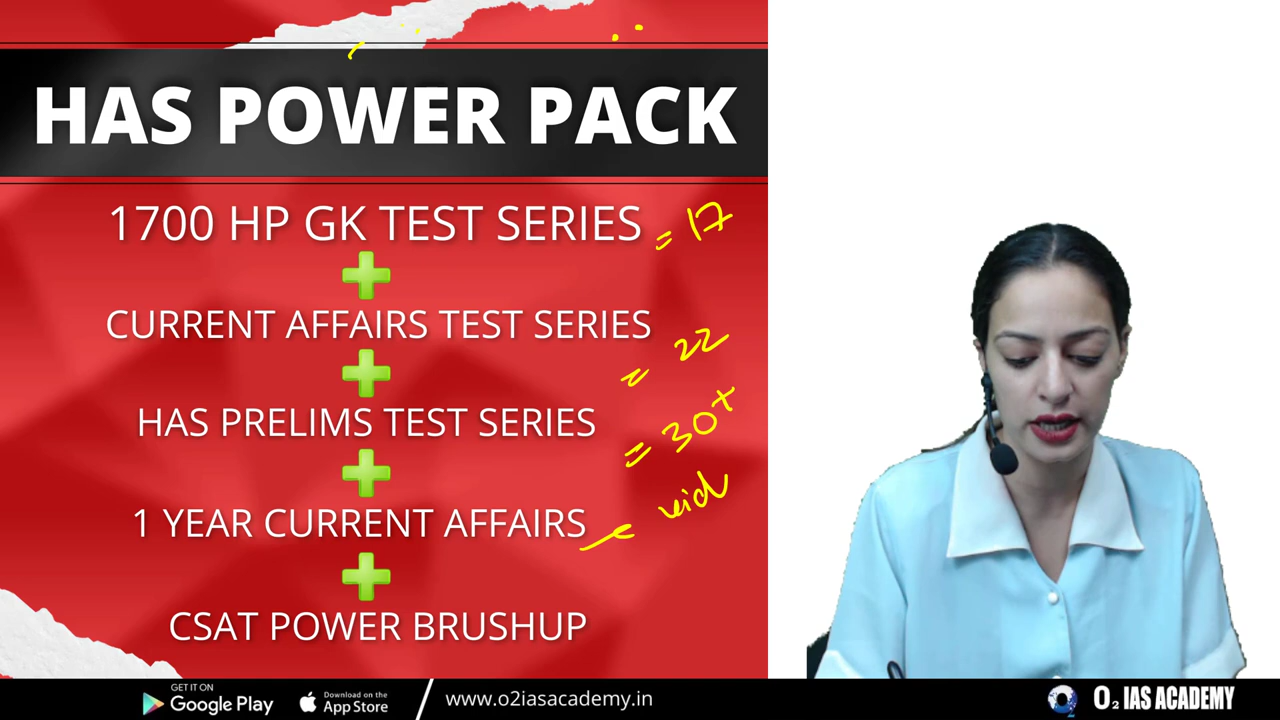 HAS POWER PACK
1700 HP GK TEST SERIES = 17
CURRENT AFFAIRS TEST SERIES = 22
HAS PRELIMS TEST SERIES = 30+
1 YEAR CURRENT AFFAIRS
CSAT POWER BRUSHUP
GET IT ON
Google Play
Download on the
App Store
www.o2iasacademy.in
O₂ IAS ACADEMY